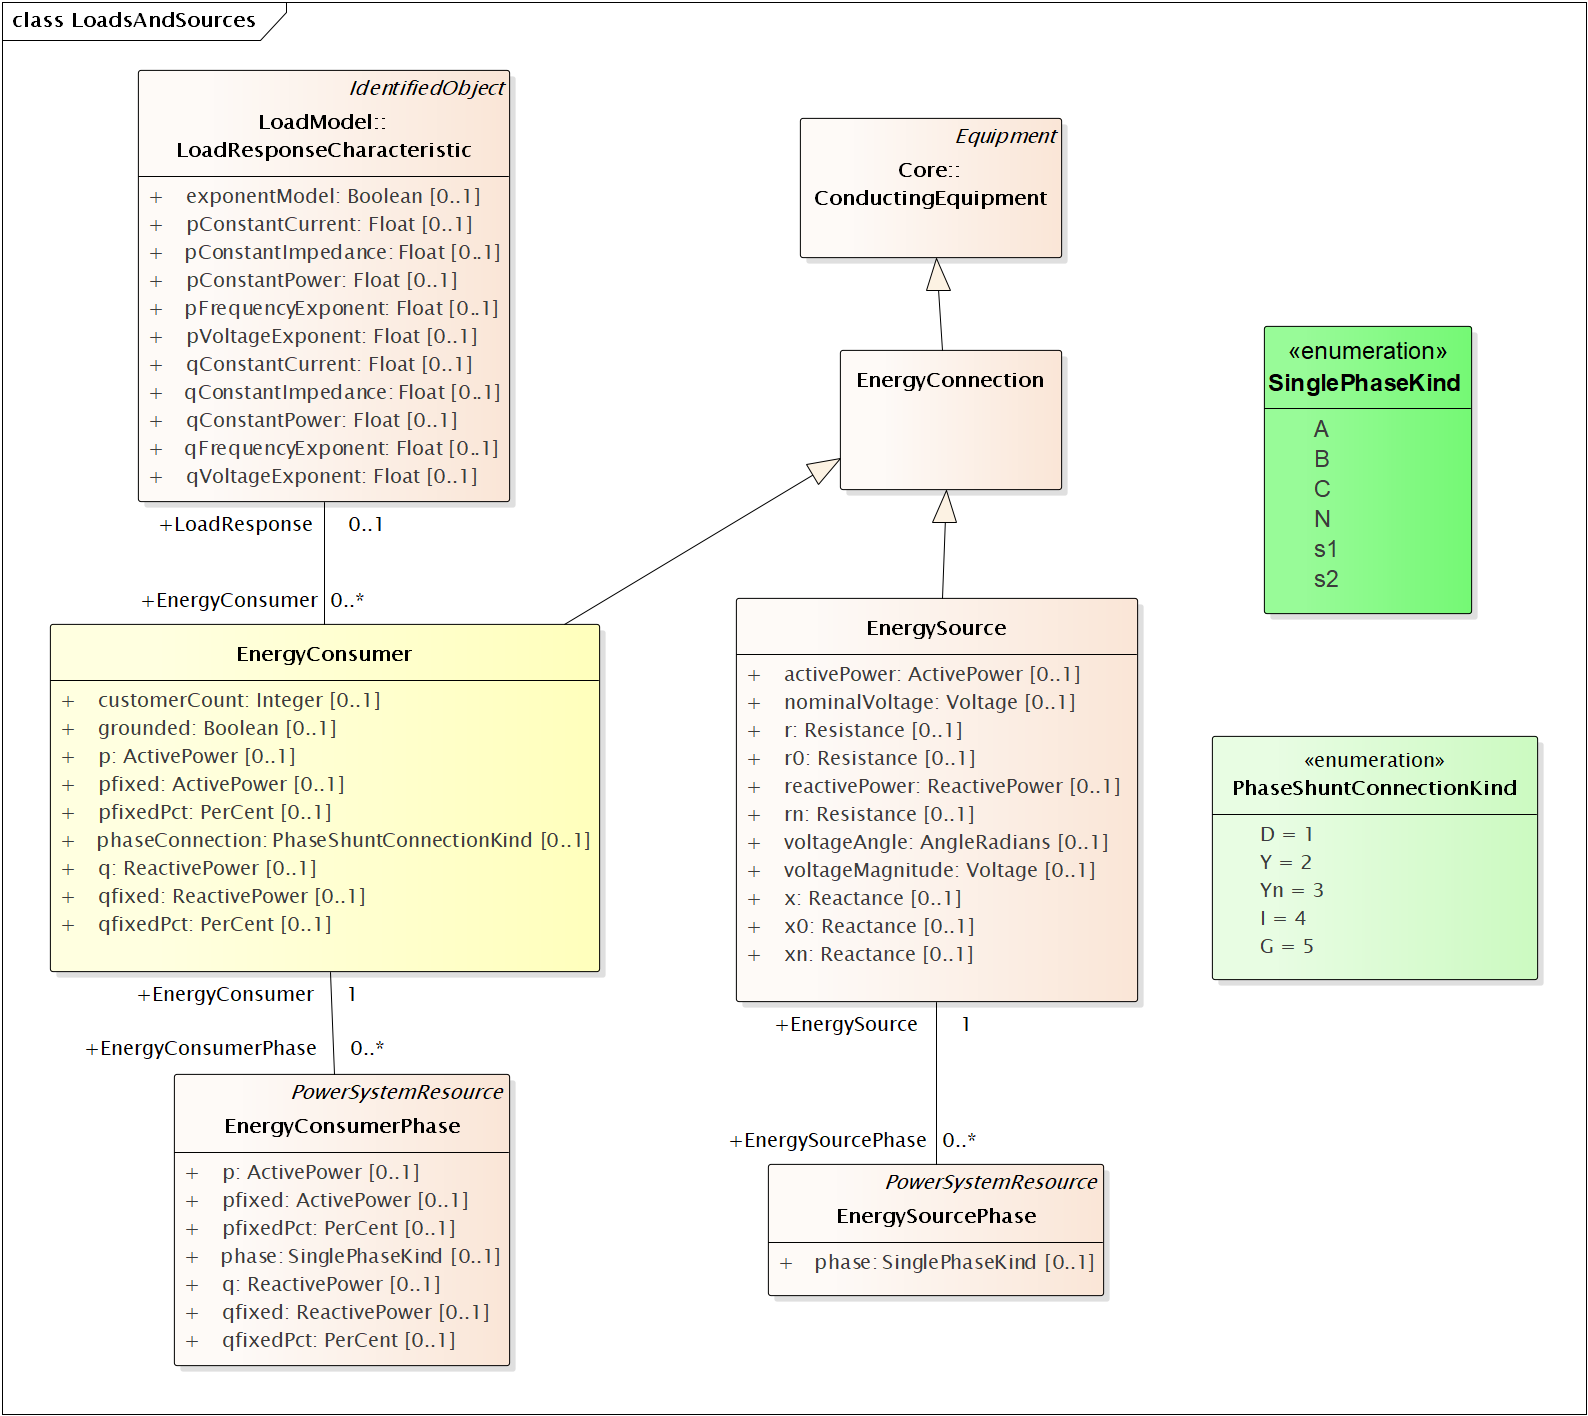 class LoadsAndSources
IdentifiedObject
LoadModel::
LoadResponseCharacteristic
+ exponentModel: Boolean [0..1]
+ pConstantCurrent: Float [0..1]
+ pConstantImpedance: Float [0..1]
+ pConstantPower: Float [0..1]
+ pFrequencyExponent: Float [0..1]
+ pVoltageExponent: Float [0..1]
+ qConstantCurrent: Float [0..1]
+ qConstantImpedance: Float [0..1]
+ qConstantPower: Float [0..1]
+ qFrequencyExponent: Float [0..1]
+ qVoltageExponent: Float [0..1]
+LoadResponse 0..1
+EnergyConsumer 0..*
EnergyConsumer
+ customerCount: Integer [0..1]
+ grounded: Boolean [0..1]
+ p: ActivePower [0..1]
+ pfixed: ActivePower [0..1]
+ pfixedPct: PerCent [0..1]
+ phaseConnection: PhaseShuntConnectionKind [0..1]
+ q: ReactivePower [0..1]
+ qfixed: ReactivePower [0..1]
+ qfixedPct: PerCent [0..1]
+EnergyConsumer 1
+EnergyConsumerPhase 0..*
PowerSystemResource
EnergyConsumerPhase
+ p: ActivePower [0..1]
+ pfixed: ActivePower [0..1]
+ pfixedPct: PerCent [0..1]
+ phase: SinglePhaseKind [0..1]
+ q: ReactivePower [0..1]
+ qfixed: ReactivePower [0..1]
+ qfixedPct: PerCent [0..1]
Equipment
Core::
ConductingEquipment
EnergyConnection
EnergySource
+ activePower: ActivePower [0..1]
+ nominalVoltage: Voltage [0..1]
+ r: Resistance [0..1]
+ r0: Resistance [0..1]
+ reactivePower: ReactivePower [0..1]
+ rn: Resistance [0..1]
+ voltageAngle: AngleRadians [0..1]
+ voltageMagnitude: Voltage [0..1]
+ x: Reactance [0..1]
+ x0: Reactance [0..1]
+ xn: Reactance [0..1]
+EnergySource 1
+EnergySourcePhase 0..*
PowerSystemResource
EnergySourcePhase
+ phase: SinglePhaseKind [0..1]
«enumeration»
SinglePhaseKind
A
B
C
N
s1
s2
«enumeration»
PhaseShuntConnectionKind
D = 1
Y = 2
Yn = 3
I = 4
G = 5